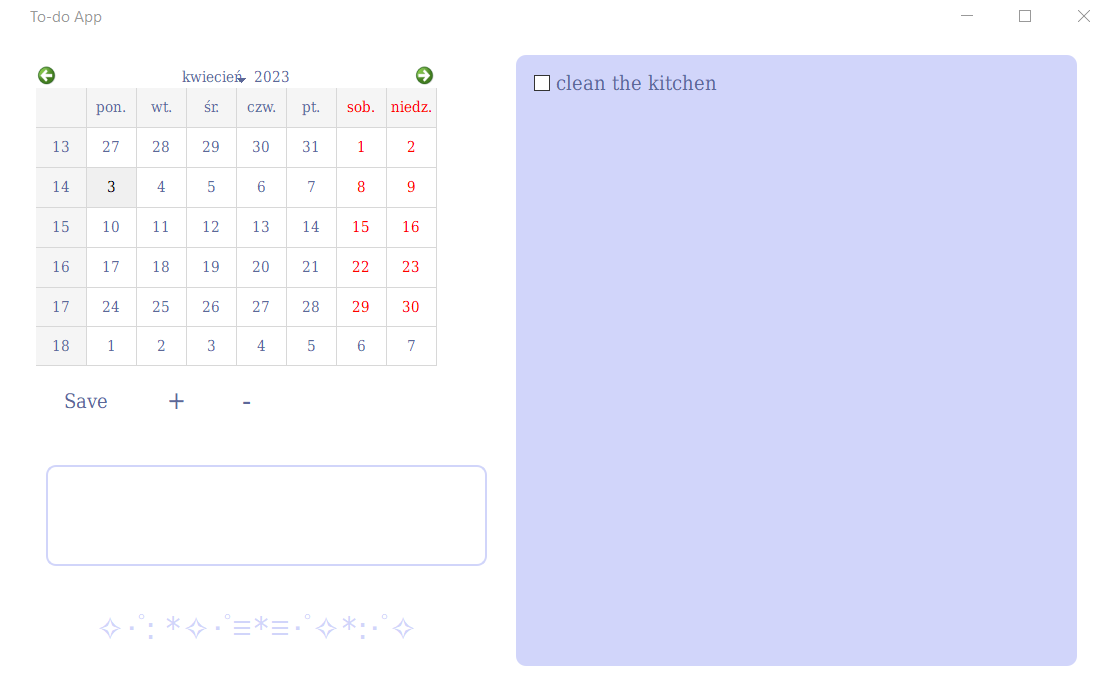 To-do App
kwiecień 2023
pon. wt. śr. czw. pt. sob. niedz.
13 27 28 29 30 31 1 2
14 3 4 5 6 7 8 9
15 10 11 12 13 14 15 16
16 17 18 19 20 21 22 23
17 24 25 26 27 28 29 30
18 1 2 3 4 5 6 7
Save + -
✧･ﾟ: *✧･ﾟ≡*≡･ﾟ✧*:･ﾟ✧
clean the kitchen